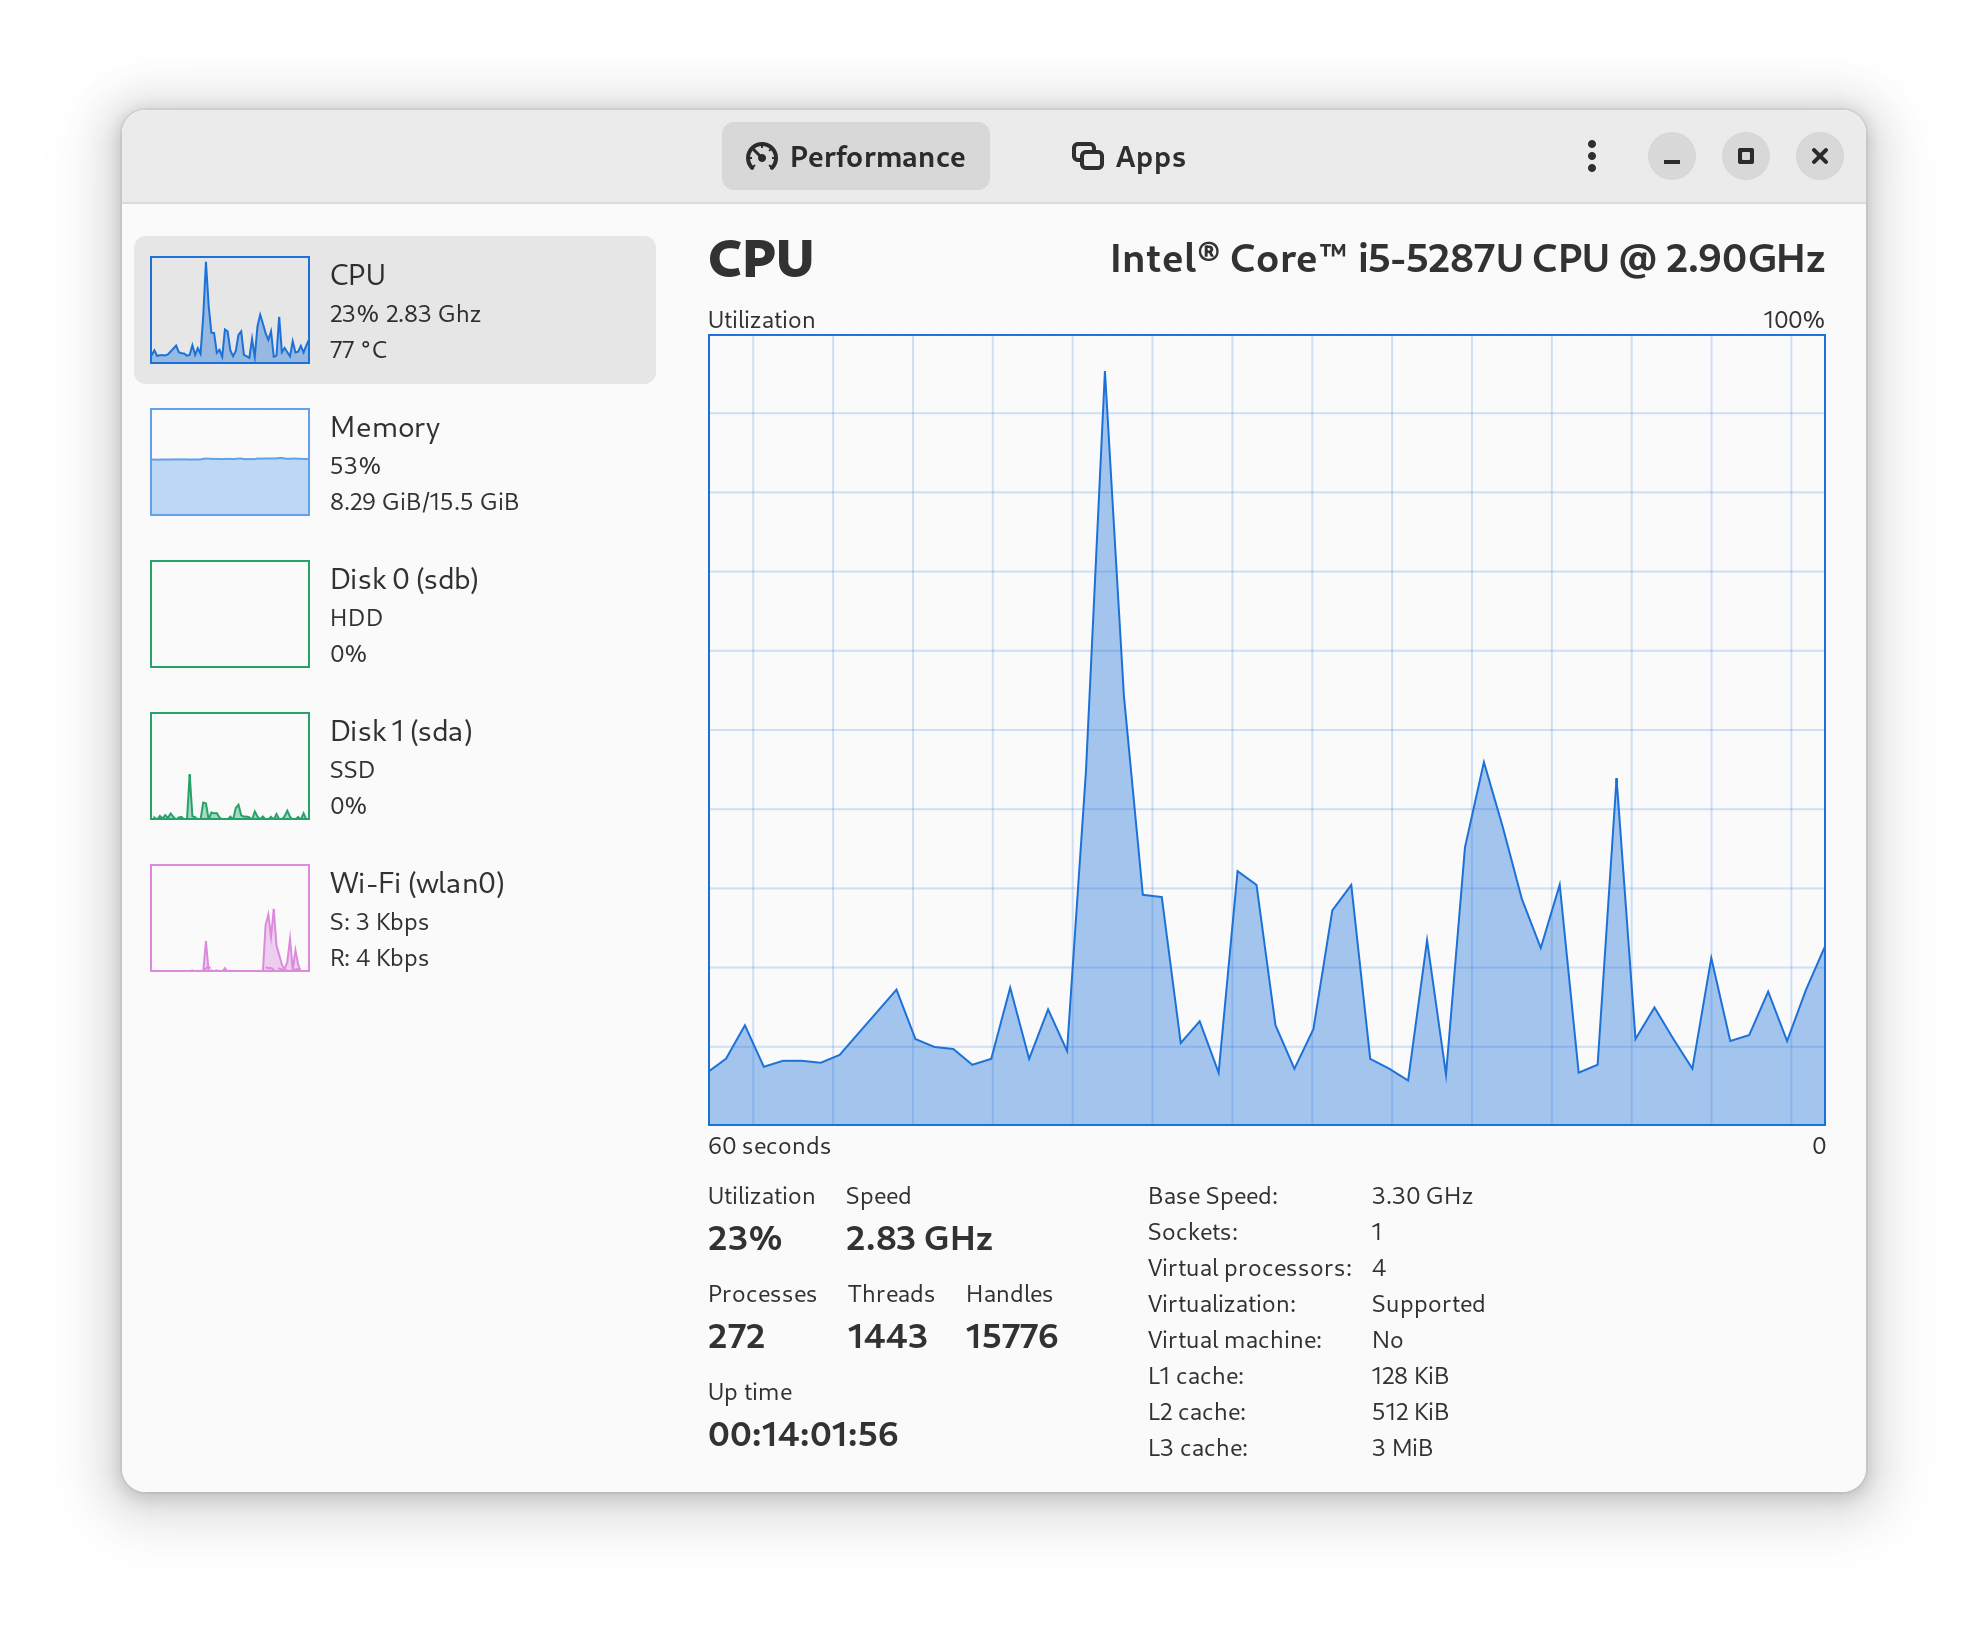 Performance
Apps
CPU
23% 2.83 Ghz
77 °C
Memory
53%
8.29 GiB/15.5 GiB
Disk 0 (sdb)
HDD
0%
Disk 1 (sda)
SSD
0%
Wi-Fi (wlan0)
S: 3 Kbps
R: 4 Kbps
CPU
Intel® Core™ i5-5287U CPU @ 2.90GHz
Utilization
100%
60 seconds
0
Utilization Speed
23% 2.83 GHz
Processes Threads Handles
272 1443 15776
Up time
00:14:01:56
Base Speed: 3.30 GHz
Sockets: 1
Virtual processors: 4
Virtualization: Supported
Virtual machine: No
L1 cache: 128 KiB
L2 cache: 512 KiB
L3 cache: 3 MiB